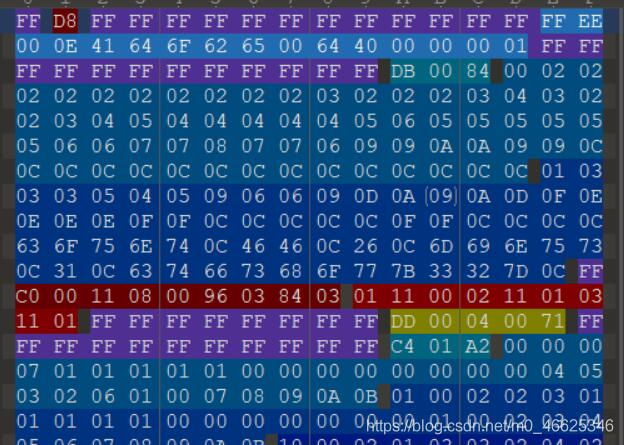 FF D8 FF FF FF FF FF FF FF FF FF FF FF FF FF EE
00 0E 41 64 6F 62 65 00 64 40 00 00 00 01 FF FF
FF FF FF FF FF FF FF FF FF FF DB 00 84 00 02 02
02 02 02 02 02 02 02 02 03 02 02 02 03 04 03 02
02 03 04 05 04 04 04 04 04 05 06 05 05 05 05 05
05 06 06 07 07 08 07 07 06 09 09 0A 0A 09 09 0C
0C 0C 0C 0C 0C 0C 0C 0C 0C 0C 0C 0C 0C 0C 01 03
03 03 05 04 05 09 06 06 09 0D 0A (09) 0A 0D 0F 0E
0E 0E 0E 0F 0F 0C 0C 0C 0C 0C 0F 0F 0C 0C 0C 0C
63 6F 75 6E 74 0C 46 46 0C 26 0C 6D 69 6E 75 73
0C 31 0C 63 74 66 73 68 6F 77 7B 33 32 7D 0C FF
C0 00 11 08 00 96 03 84 03 01 11 00 02 11 01 03
11 01 FF FF FF FF FF FF FF FF DD 00 04 00 71 FF
FF FF FF FF FF FF FF FF FF FF C4 01 A2 00 00 00
07 01 01 01 01 01 00 00 00 00 00 00 00 00 04 05
03 02 06 01 00 07 08 09 0A 0B 01 00 02 02 03 01
01 01 01 01 00 00 00 00 00 00 00 01 00 02 03 04
https://blog.csdn.net/m0_46625346